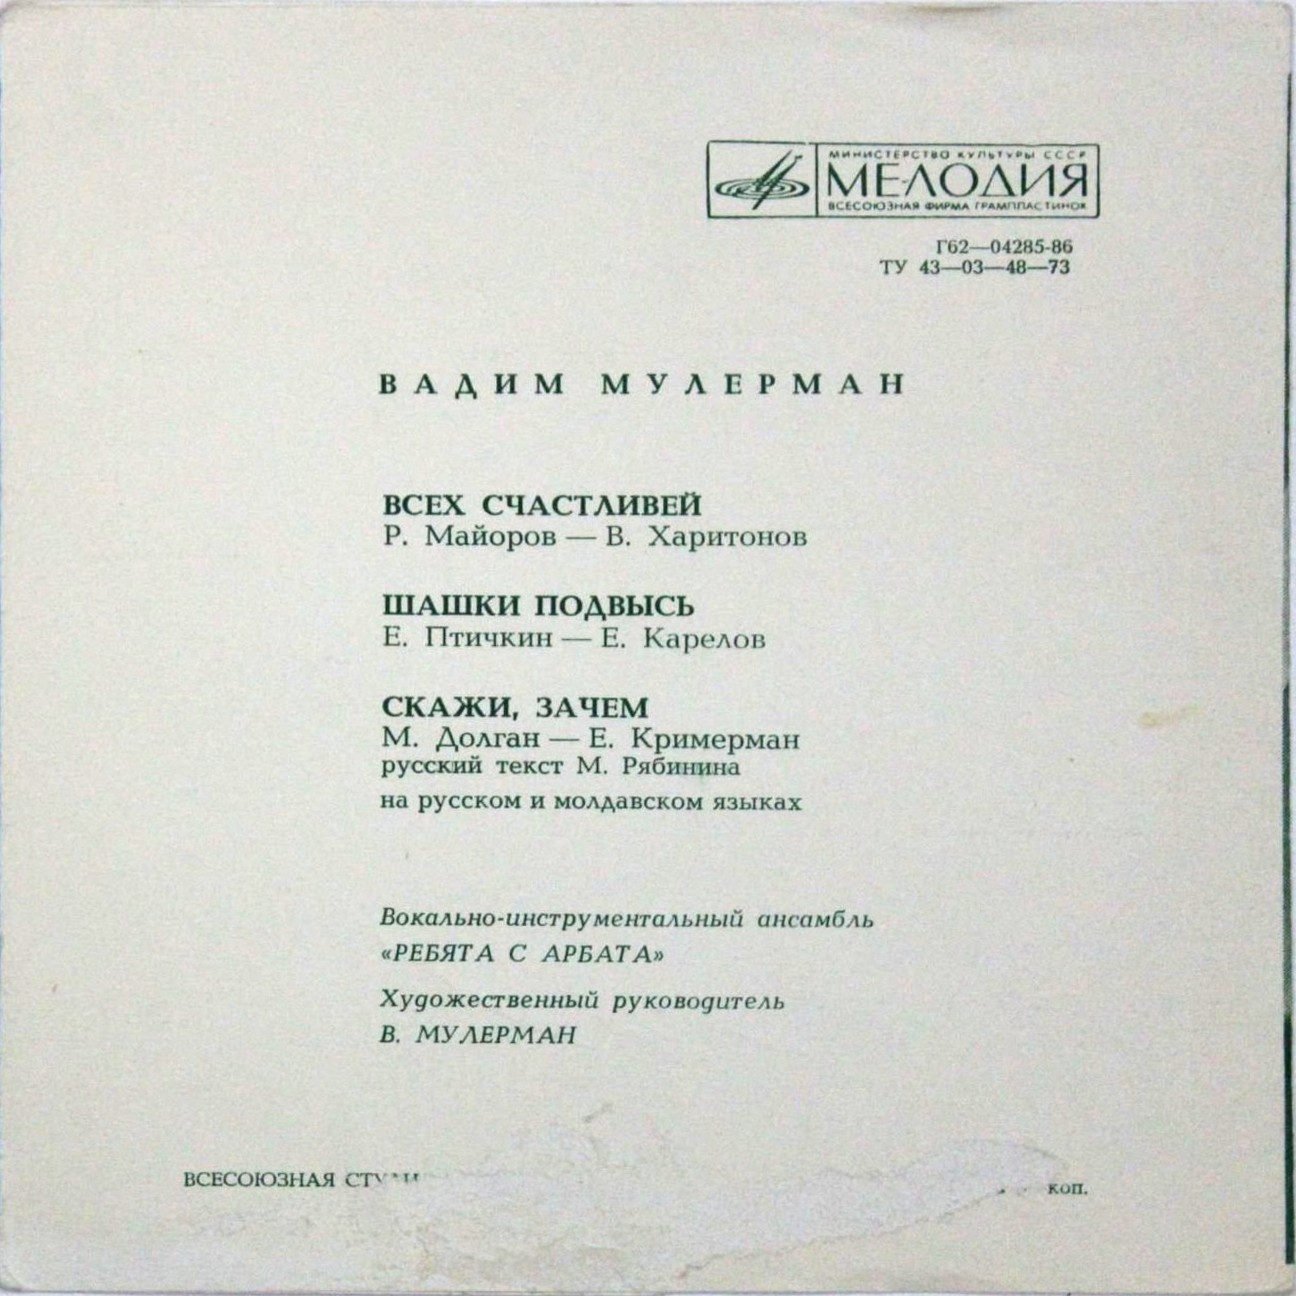 МИНИСТЕРСТВО КУЛЬТУРЫ СССР
МЕЛОДИЯ
ВСЕСОЮЗНАЯ ФИРМА ГРАМПЛАСТИНОК
Г62—04285-86
ТУ 43—03—48—73
ВАДИМ МУЛЕРМАН
ВСЕХ СЧАСТЛИВЕЙ
Р. Майоров — В. Харитонов
ШАШКИ ПОДВЫСЬ
Е. Птичкин — Е. Карелов
СКАЖИ, ЗАЧЕМ
М. Долган — Е. Кримерман
русский текст М. Рябинина
на русском и молдавском языках
Вокально-инструментальный ансамбль
«РЕБЯТА С АРБАТА»
Художественный руководитель
В. МУЛЕРМАН
ВСЕСОЮЗНАЯ
коп.